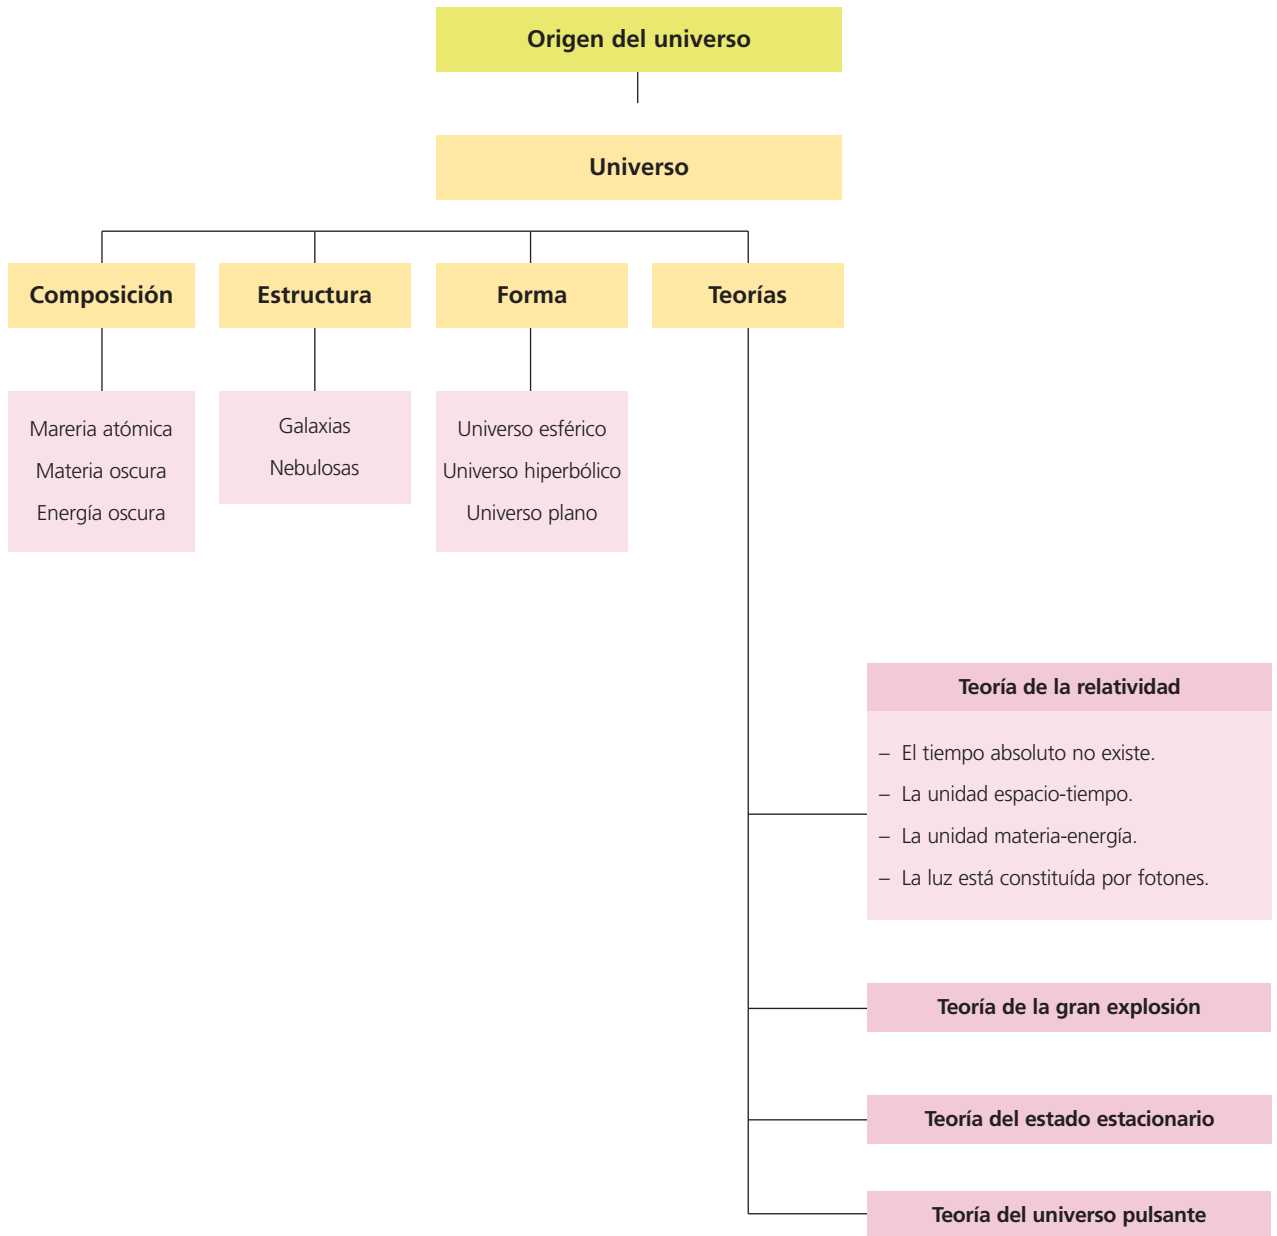 Origen del universo
Universo
Composición
Mareria atómica
Materia oscura
Energía oscura
Estructura
Galaxias
Nebulosas
Forma
Universo esférico
Universo hiperbólico
Universo plano
Teorías
Teoría de la relatividad
– El tiempo absoluto no existe.
– La unidad espacio-tiempo.
– La unidad materia-energía.
– La luz está constituída por fotones.
Teoría de la gran explosión
Teoría del estado estacionario
Teoría del universo pulsante